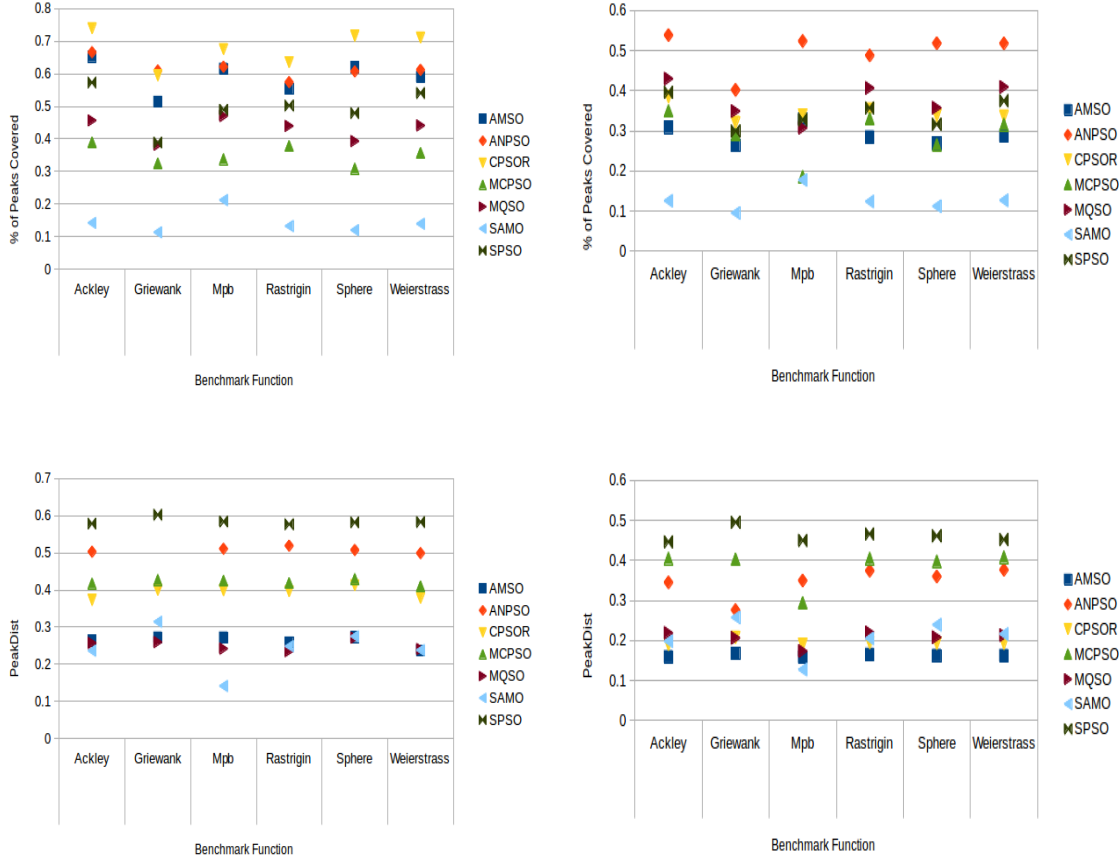 0.8
0.7
0.6
0.5
0.4
0.3
0.2
0.1
0
% of Peaks Covered
Ackley Griewank Mpb Rastrigin Sphere Weierstrass
Benchmark Function
AMSO
ANPSO
CPSOR
MCPSO
MQSO
SAMO
SPSO
0.6
0.5
0.4
0.3
0.2
0.1
0
% of Peaks Covered
Ackley Griewank Mpb Rastrigin Sphere Weierstrass
Benchmark Function
AMSO
ANPSO
CPSOR
MCPSO
MQSO
SAMO
SPSO
0.7
0.6
0.5
0.4
0.3
0.2
0.1
0
PeakDist
Ackley Griewank Mpb Rastrigin Sphere Weierstrass
Benchmark Function
AMSO
ANPSO
CPSOR
MCPSO
MQSO
SAMO
SPSO
0.6
0.5
0.4
0.3
0.2
0.1
0
PeakDist
Ackley Griewank Mpb Rastrigin Sphere Weierstrass
Benchmark Function
AMSO
ANPSO
CPSOR
MCPSO
MQSO
SAMO
SPSO